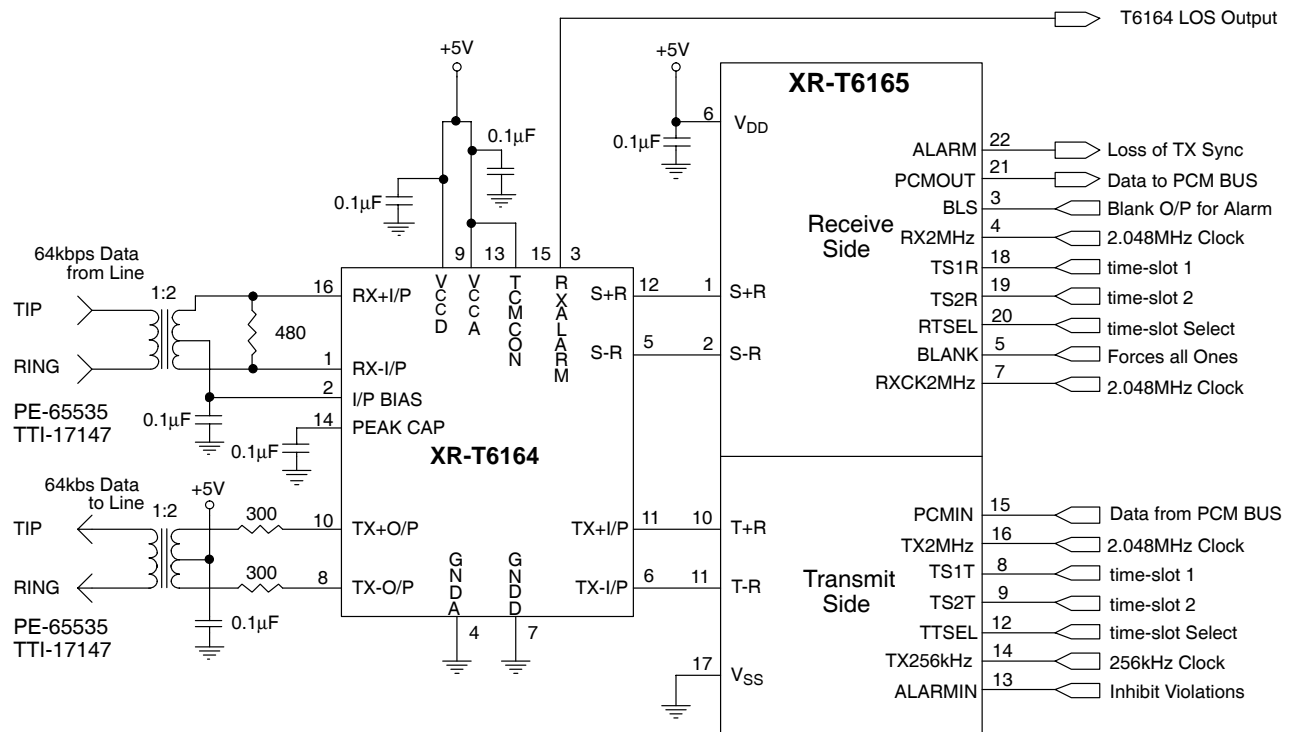 T6164 LOS Output
+5V
+5V
XR-T6165
0.1µF
0.1µF
0.1µF
6
VDD
ALARM 22 Loss of TX Sync
PCMOUT 21 Data to PCM BUS
BLS 3 Blank O/P for Alarm
RX2MHz 4 2.048MHz Clock
TS1R 18 time-slot 1
TS2R 19 time-slot 2
RTSEL 20 time-slot Select
BLANK 5 Forces all Ones
RXCK2MHz 7 2.048MHz Clock
Receive
Side
0.1µF
64kbps Data
from Line
9 13 15 3
VCCD
VCCA
TCMCON
RXALARM
TIP
1:2
16 RX+I/P
480
RING
1 RX-I/P
2 I/P BIAS
14 PEAK CAP
PE-65535
TTI-17147
0.1µF
0.1µF
S+R 12 1 S+R
S-R 5 2 S-R
XR-T6164
64kbs Data
to Line
+5V
TIP
1:2
300
10 TX+O/P
RING
300
8 TX-O/P
PE-65535
TTI-17147
0.1µF
GNDA
GNDD
4 7
TX+I/P 11 10 T+R
TX-I/P 6 11 T-R
Transmit
Side
17 VSS
PCMIN 15 Data from PCM BUS
TX2MHz 16 2.048MHz Clock
TS1T 8 time-slot 1
TS2T 9 time-slot 2
TTSEL 12 time-slot Select
TX256kHz 14 256kHz Clock
ALARMIN 13 Inhibit Violations